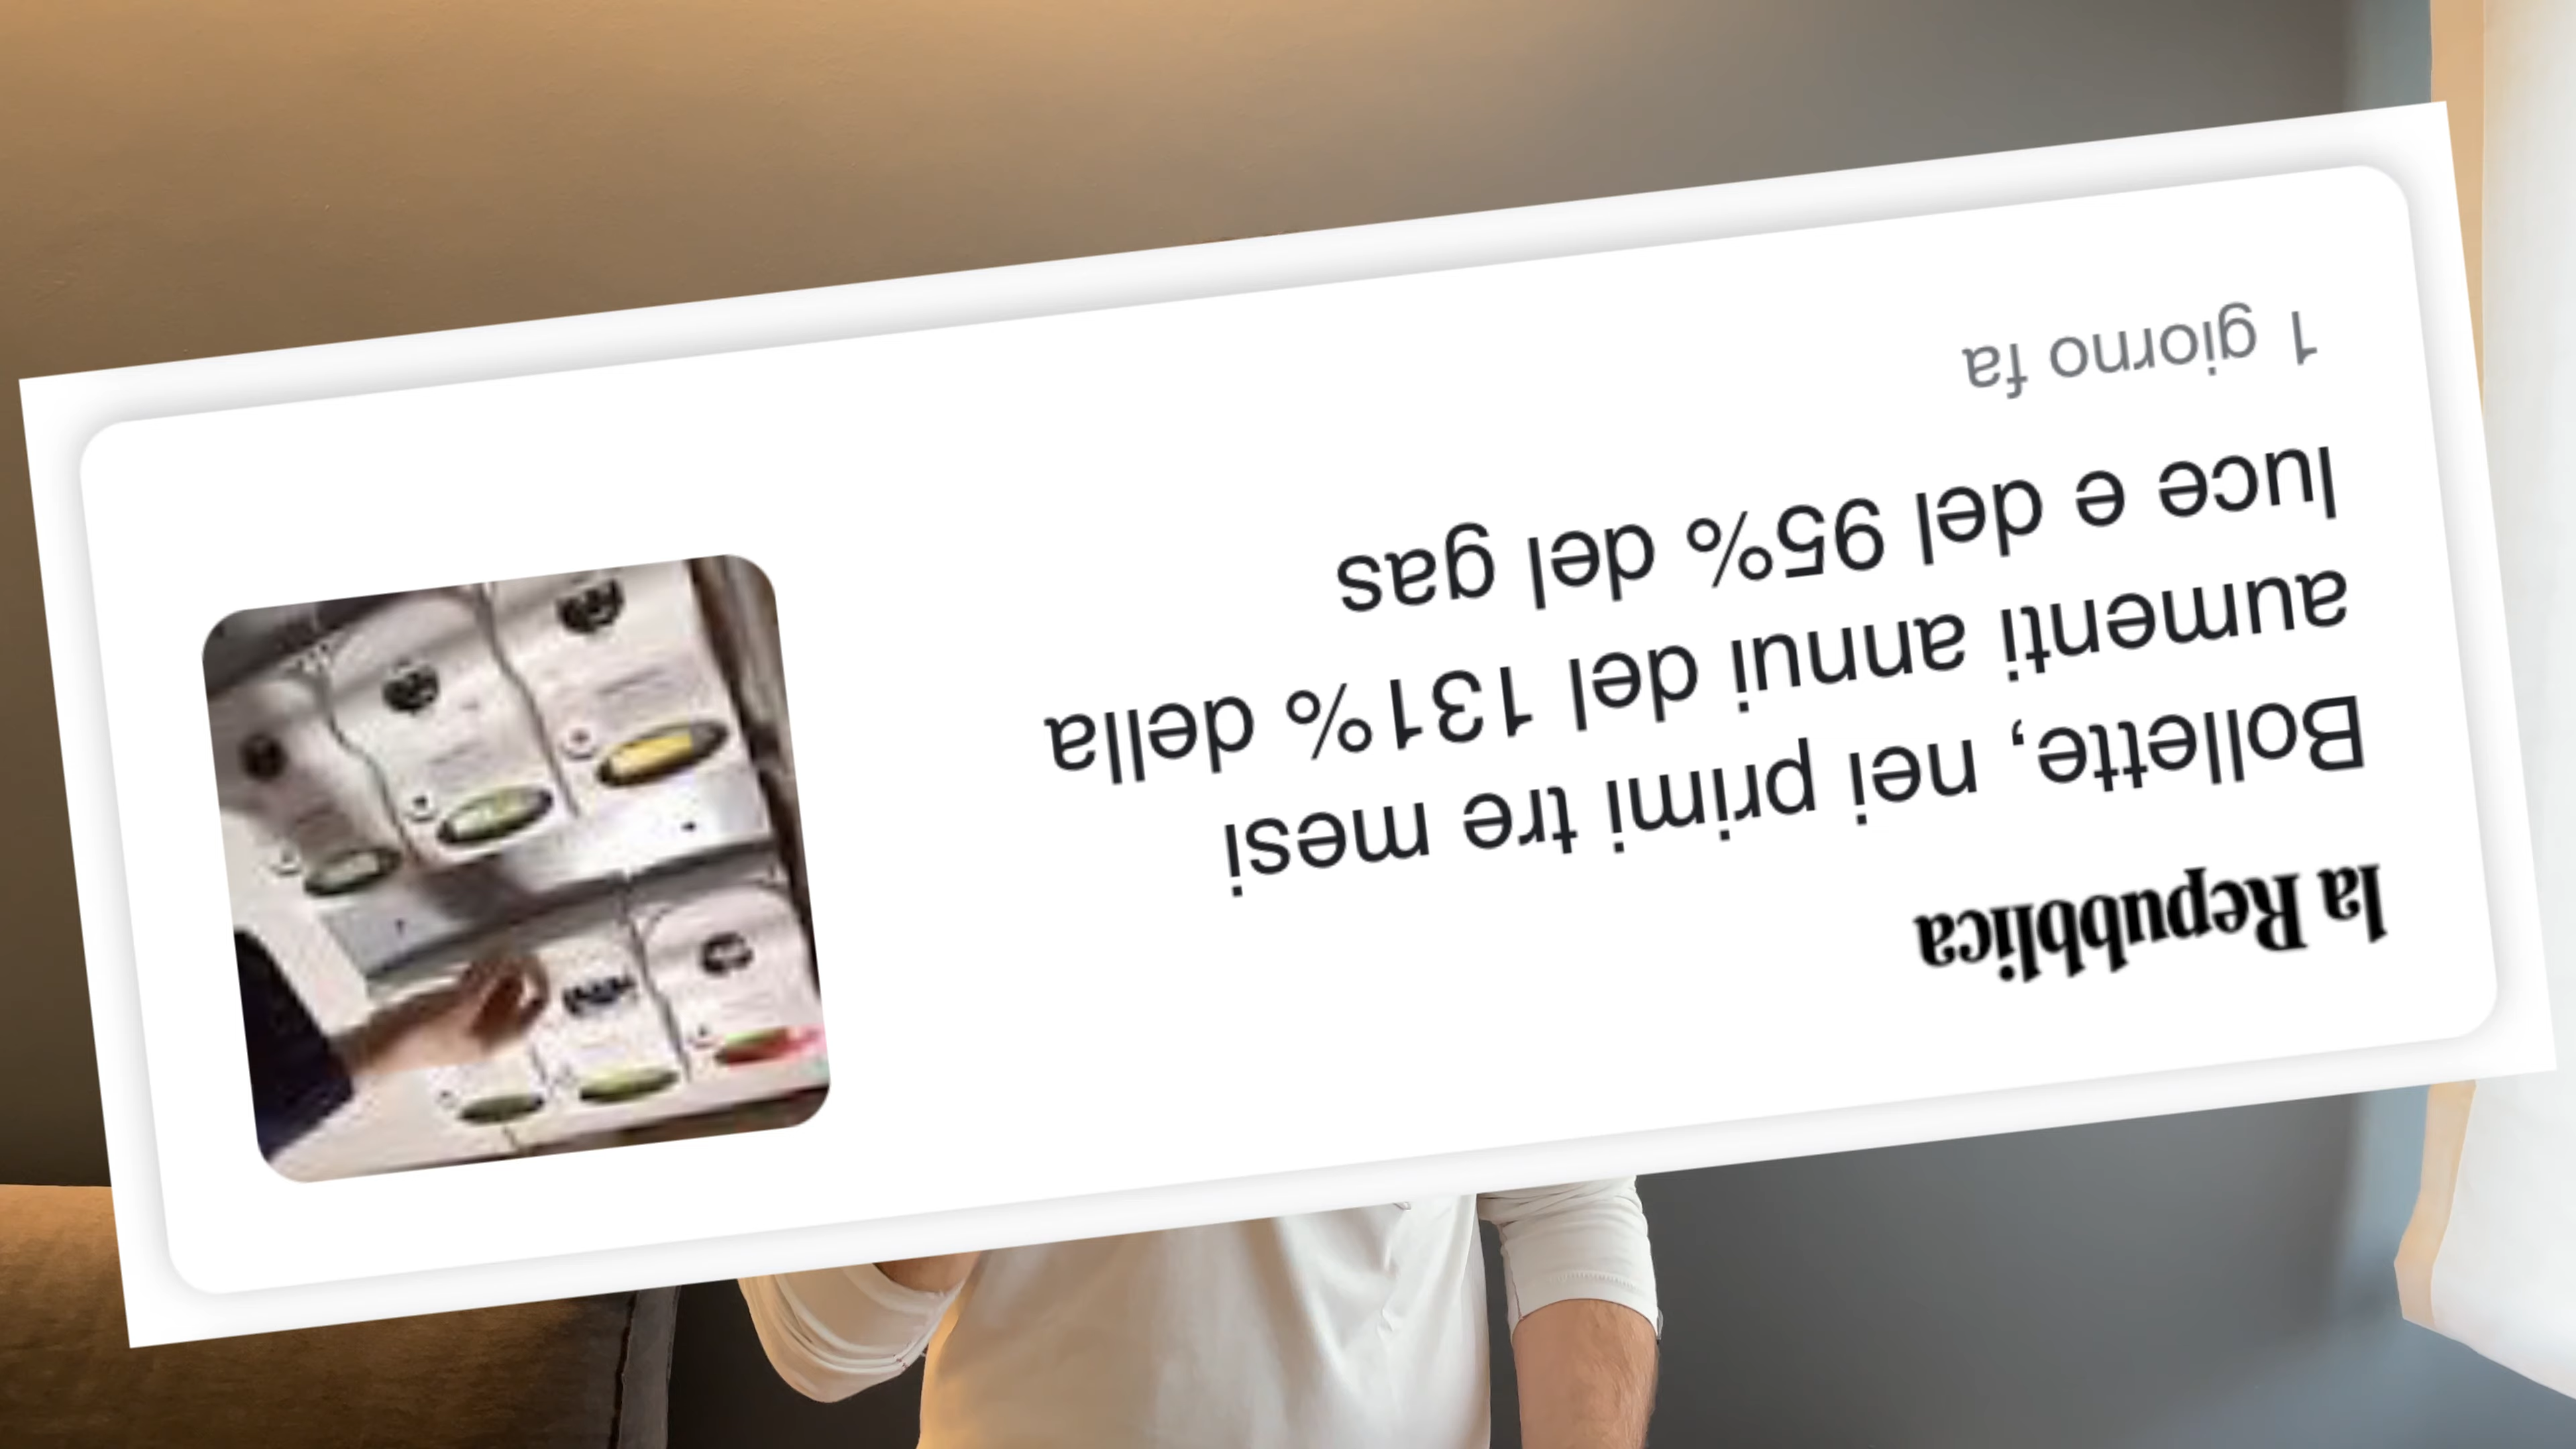 la Repubblica
Bollette, nei primi tre mesi
aumenti annui del 131% della
luce e del 95% del gas
1 giorno fa